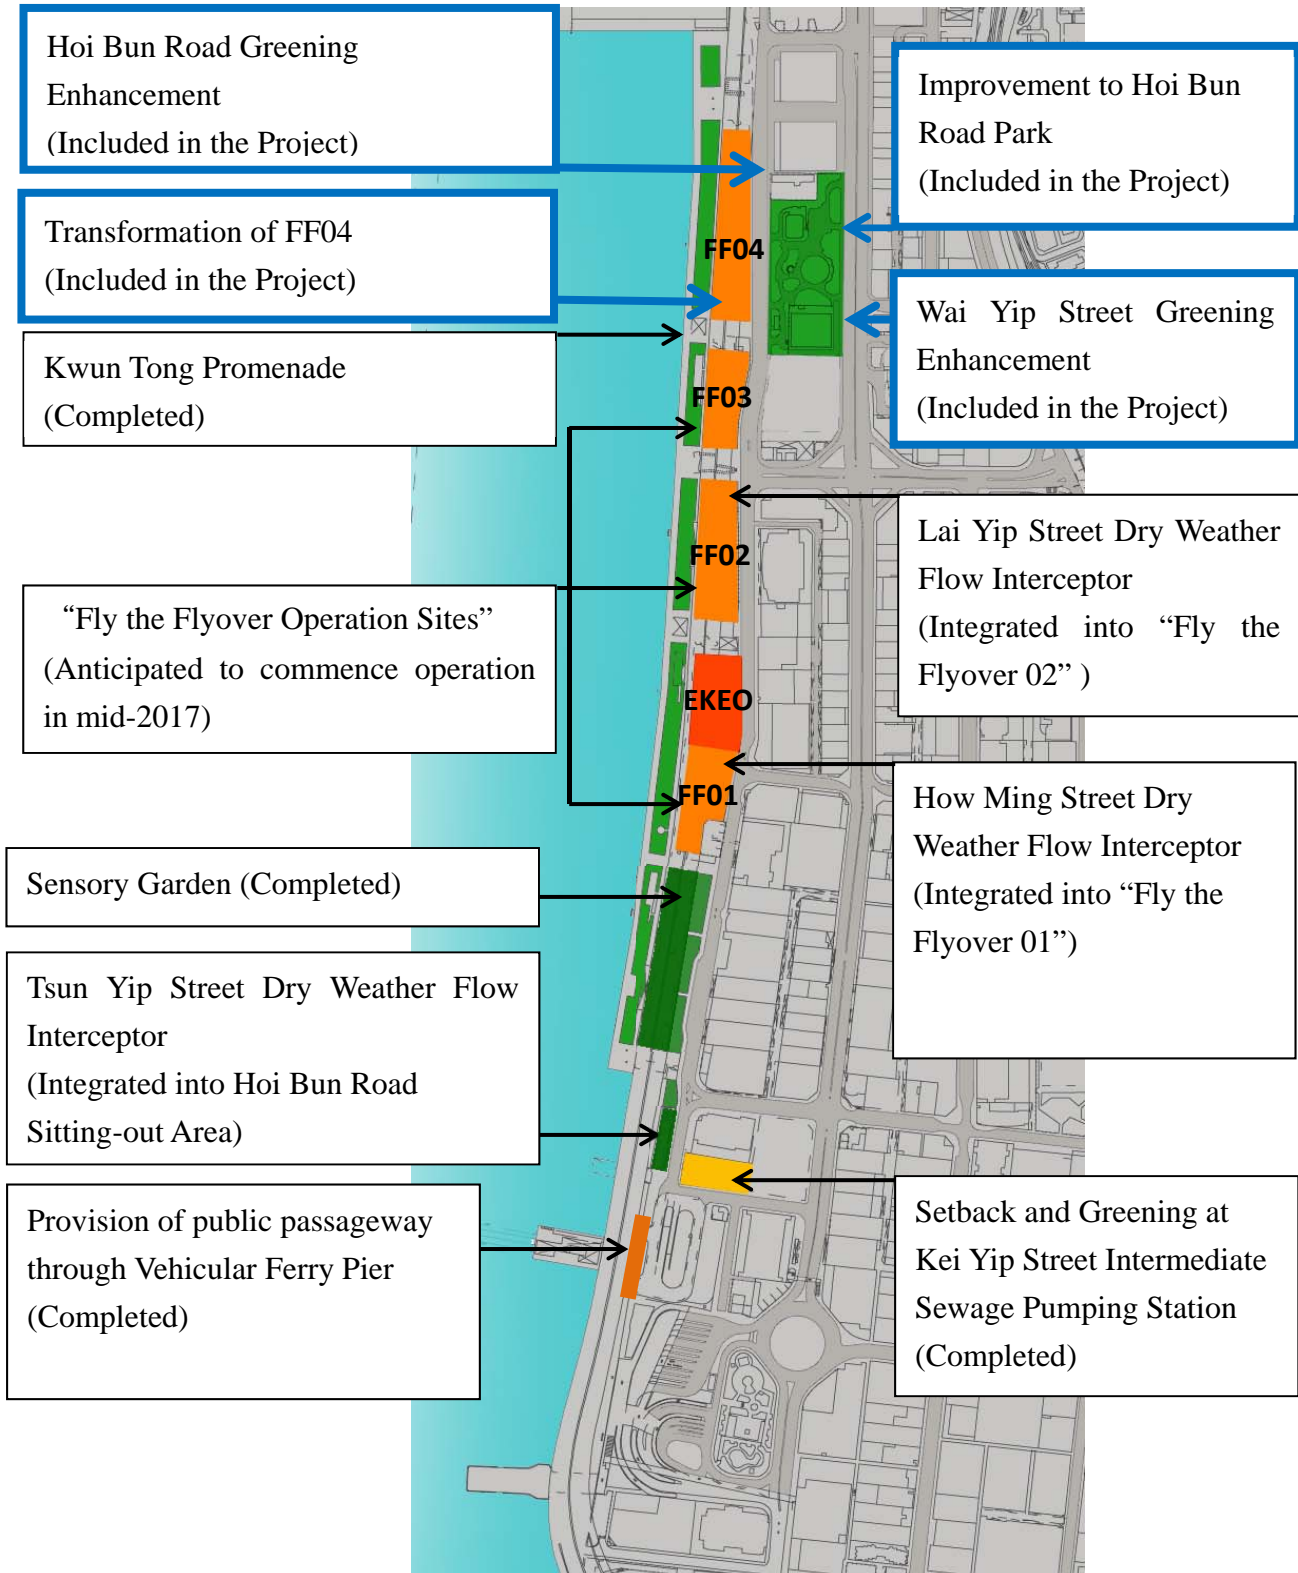 Hoi Bun Road Greening
Enhancement
(Included in the Project)
Improvement to Hoi Bun
Road Park
(Included in the Project)
Transformation of FF04
(Included in the Project)
FF04
Wai Yip Street Greening
Enhancement
(Included in the Project)
Kwun Tong Promenade
(Completed)
FF03
Lai Yip Street Dry Weather
Flow Interceptor
(Integrated into “Fly the
Flyover 02” )
FF02
“Fly the Flyover Operation Sites”
(Anticipated to commence operation
in mid-2017)
EKEO
FF01
How Ming Street Dry
Weather Flow Interceptor
(Integrated into “Fly the
Flyover 01”)
Sensory Garden (Completed)
Tsun Yip Street Dry Weather Flow
Interceptor
(Integrated into Hoi Bun Road
Sitting-out Area)
Provision of public passageway
through Vehicular Ferry Pier
(Completed)
Setback and Greening at
Kei Yip Street Intermediate
Sewage Pumping Station
(Completed)